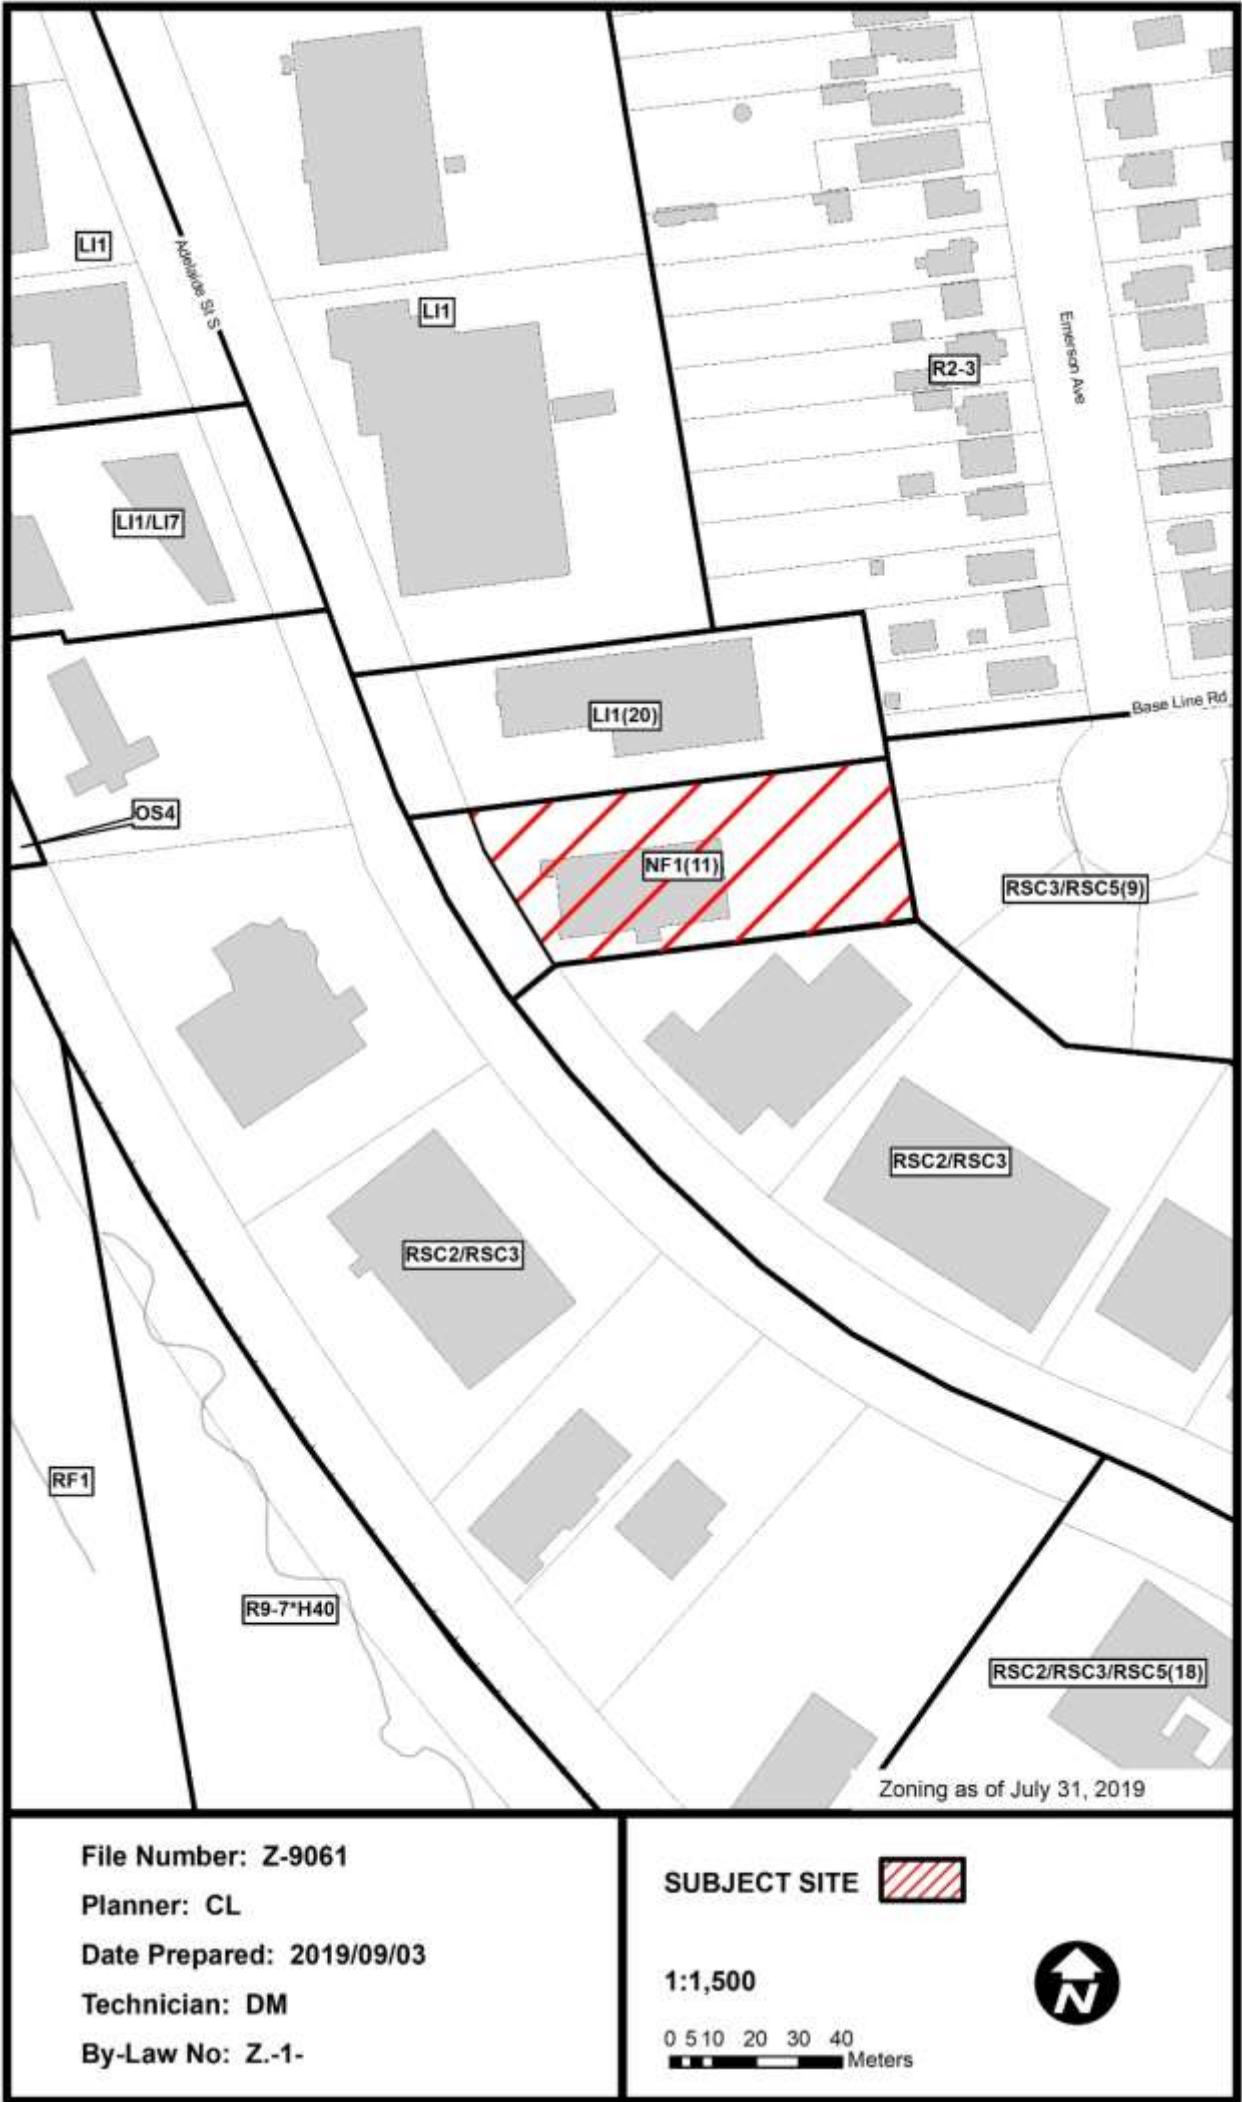 LI1
Adelaide St S
LI1
R2-3
Emerson Ave
LI1/LI7
LI1(20)
Base Line Rd
OS4
NF1(11)
RSC3/RSC5(9)
RSC2/RSC3
RSC2/RSC3
RF1
R9-7*H40
RSC2/RSC3/RSC5(18)
Zoning as of July 31, 2019
File Number: Z-9061
Planner: CL
Date Prepared: 2019/09/03
Technician: DM
By-Law No: Z.-1-
SUBJECT SITE
1:1,500
0 5 10 20 30 40
Meters
N